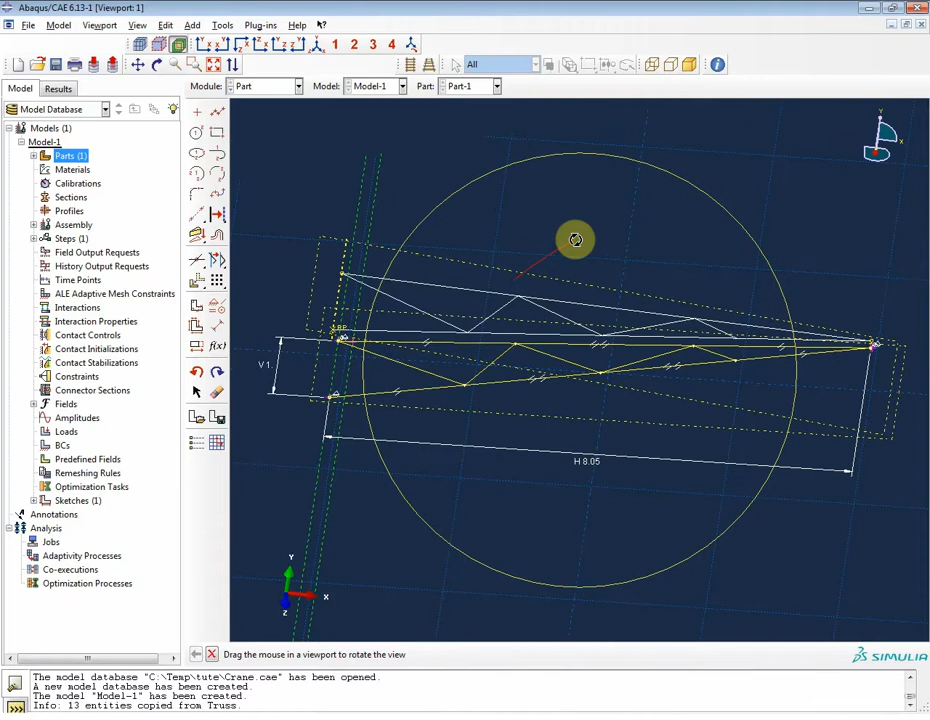 Abaqus/CAE 6.13-1 [Viewport: 1]
File Model Viewport View Edit Add Tools Plug-ins Help
1 2 3 4
All
Model Results
Module: Part Model: Model-1 Part: Part-1
Model Database
Models (1)
Model-1
Parts (1)
Materials
Calibrations
Sections
Profiles
Assembly
Steps (1)
Field Output Requests
History Output Requests
Time Points
ALE Adaptive Mesh Constraints
Interactions
Interaction Properties
Contact Controls
Contact Initializations
Contact Stabilizations
Constraints
Connector Sections
Fields
Amplitudes
Loads
BCs
Predefined Fields
Remeshing Rules
Optimization Tasks
Sketches (1)
Annotations
Analysis
Jobs
Adaptivity Processes
Co-executions
Optimization Processes
f(x)
Y
X
RP
V 1.
H 8.05
Y
X
Z
Drag the mouse in a viewport to rotate the view
SIMULIA
The model database "C:\Temp\tute\Crane.cae" has been opened.
A new model database has been created.
The model "Model-1" has been created.
Info: 13 entities copied from Truss.
>>>